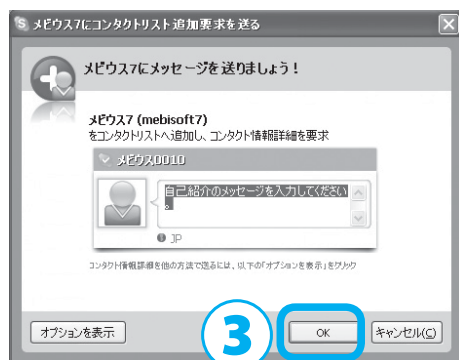 メビウス7にコンタクトリスト追加要求を送る
メビウス7にメッセージを送りましょう！
メビウス7 (mebisoft7)
をコンタクトリストへ追加し、コンタクト情報詳細を要求
メビウス0010
自己紹介のメッセージを入力してください
。
JP
コンタクト情報詳細を他の方法で送るには、以下の「オプションを表示」をクリック
オプションを表示
3
OK
キャンセル(C)